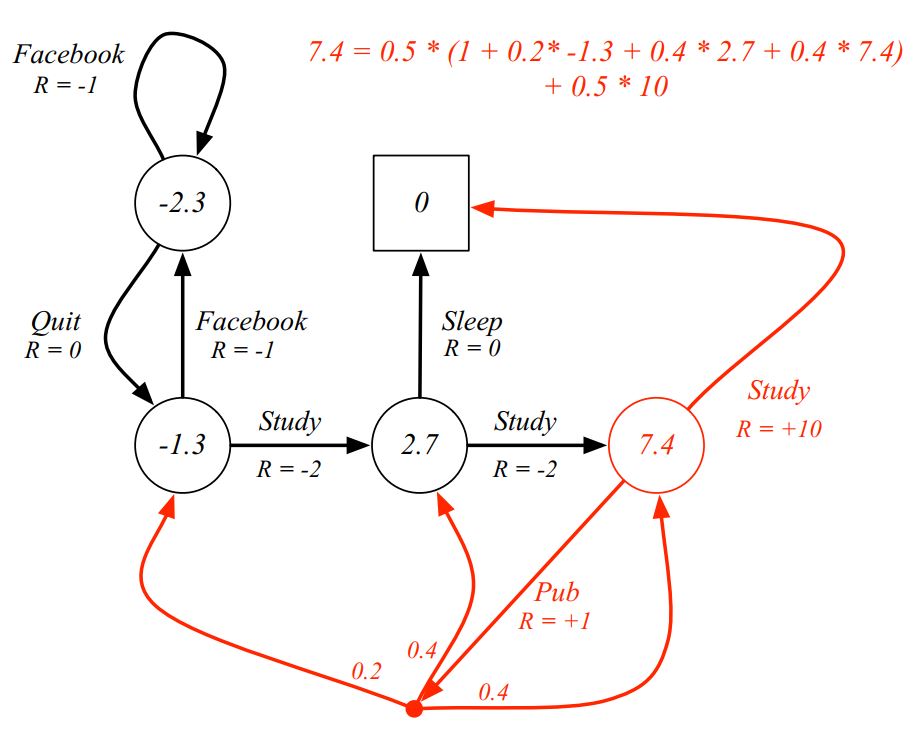 Facebook
R = -1
7.4 = 0.5 * (1 + 0.2* -1.3 + 0.4 * 2.7 + 0.4 * 7.4)
+ 0.5 * 10
-2.3
0
Quit
R = 0
Facebook
R = -1
Sleep
R = 0
Study
R = +10
-1.3
Study
R = -2
2.7
Study
R = -2
7.4
Pub
R = +1
0.4
0.2
0.4